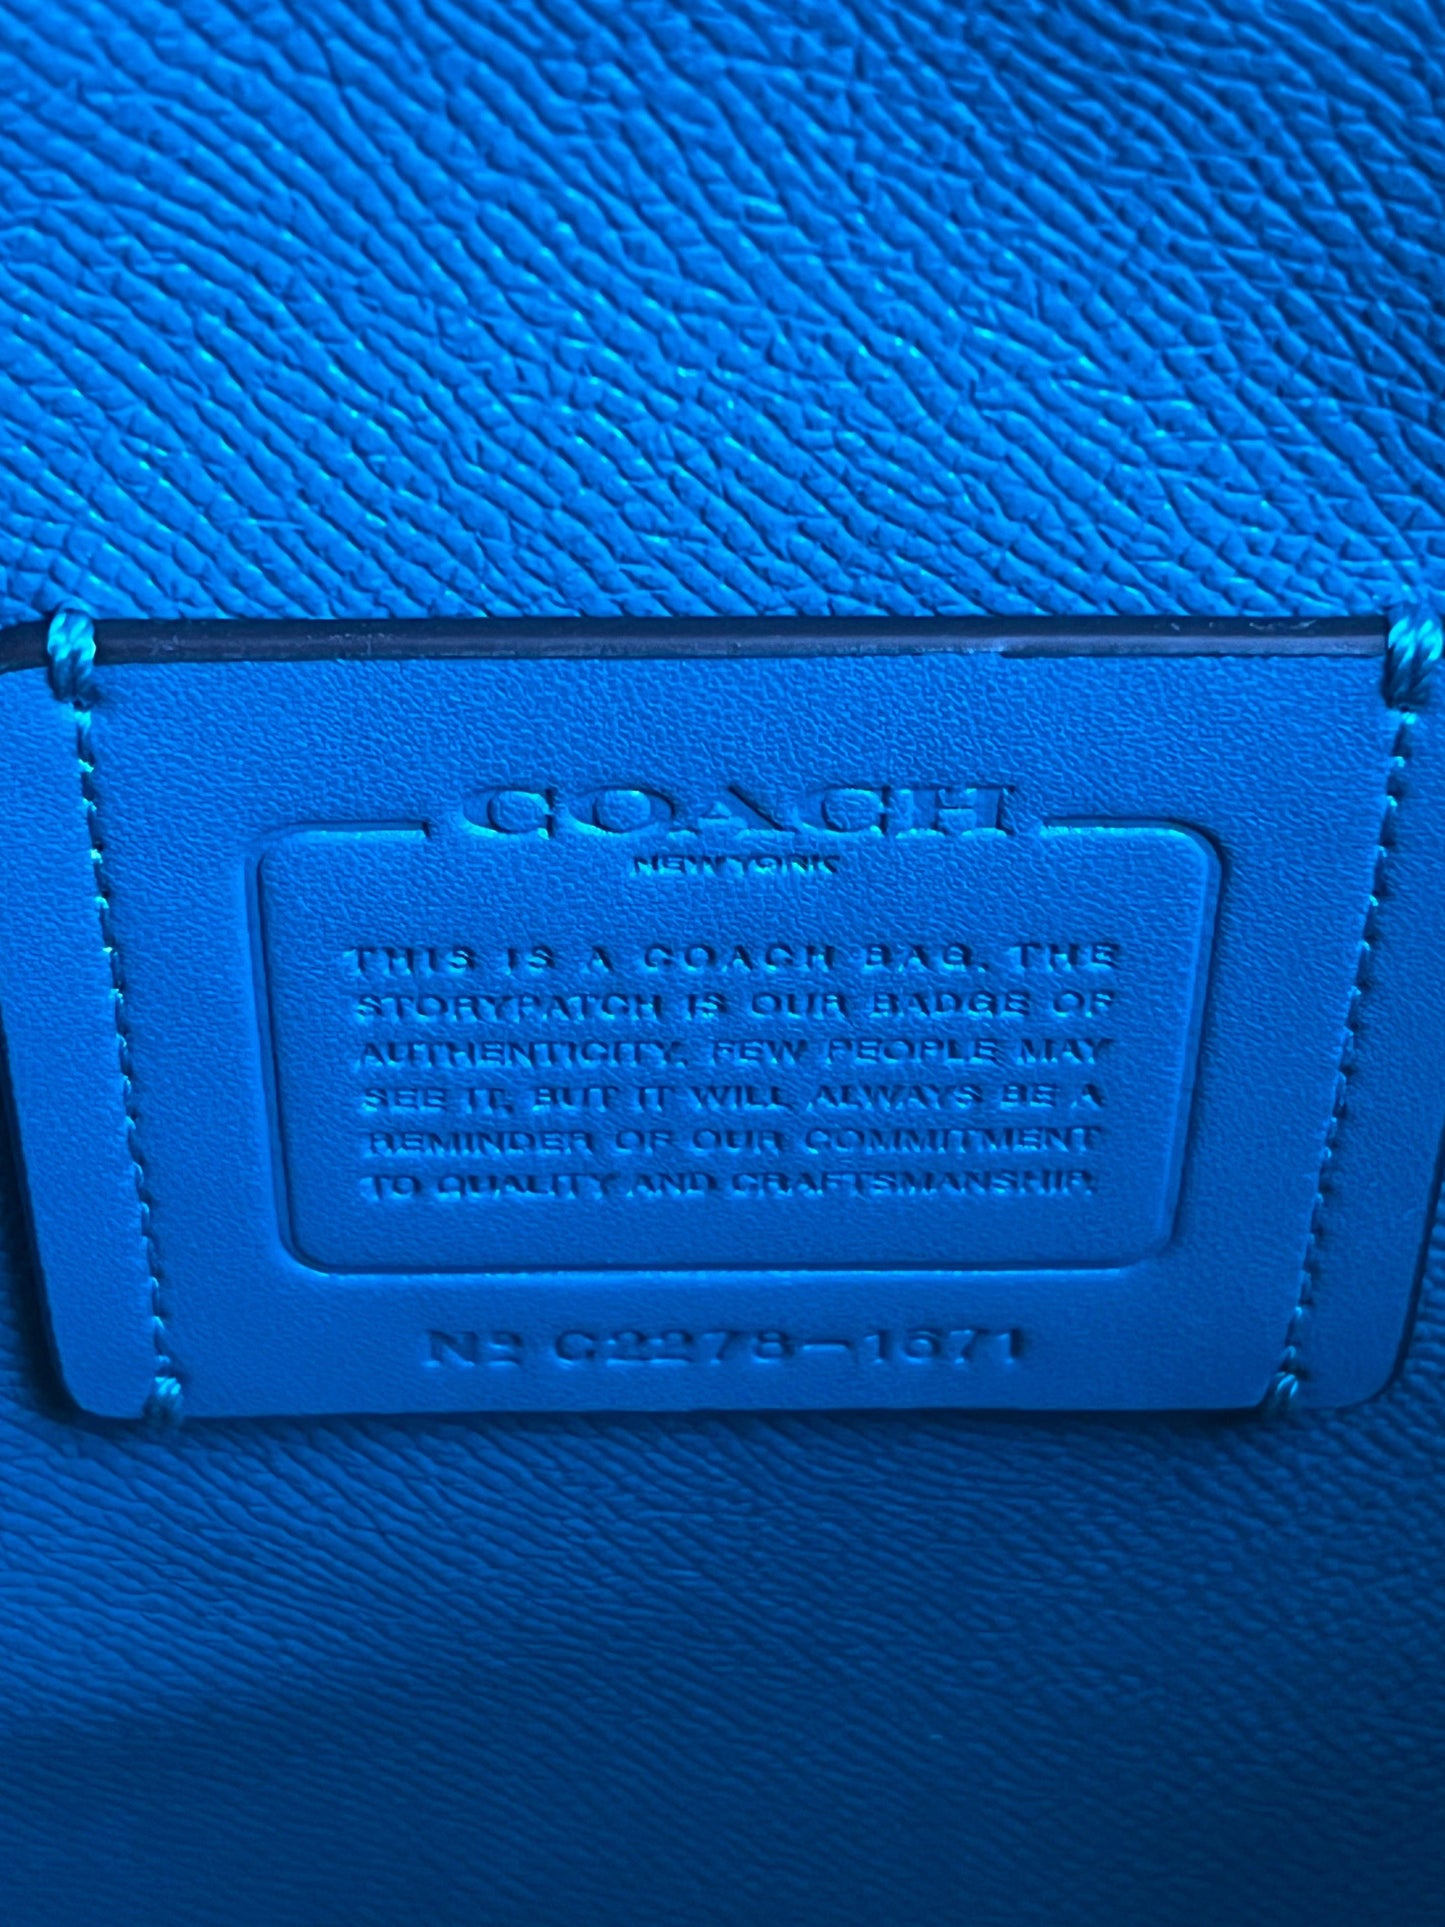 COACH
NEW YORK
THIS IS A COACH BAG. THE
STORYPATCH IS OUR BADGE OF
AUTHENTICITY. FEW PEOPLE MAY
SEE IT, BUT IT WILL ALWAYS BE A
REMINDER OF OUR COMMITMENT
TO QUALITY AND CRAFTSMANSHIP.
Nº C2278-1671